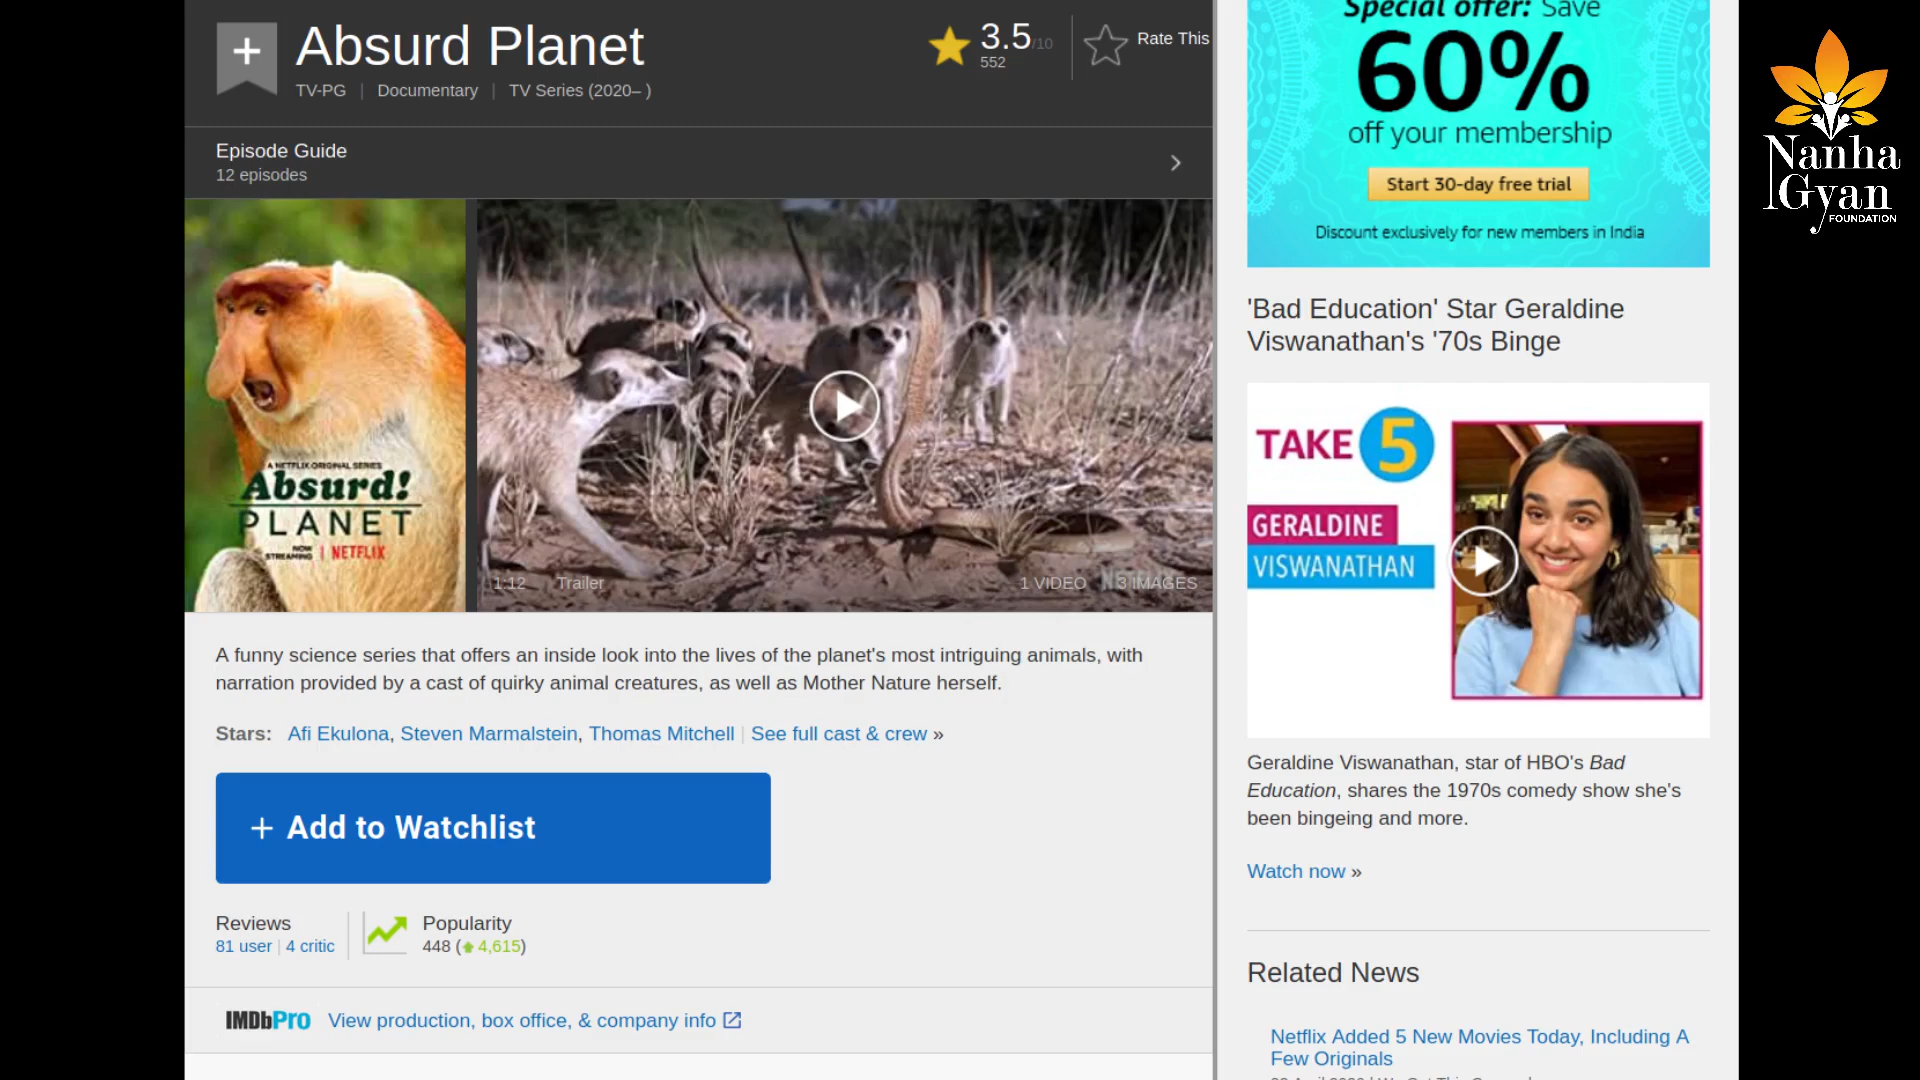 Absurd Planet
3.5/10
552
Rate This
TV-PG | Documentary | TV Series (2020– )
Episode Guide
12 episodes
A NETFLIX ORIGINAL SERIES
Absurd!
PLANET
NOW STREAMING | NETFLIX
1:12 Trailer
1 VIDEO 3 IMAGES
A funny science series that offers an inside look into the lives of the planet's most intriguing animals, with
narration provided by a cast of quirky animal creatures, as well as Mother Nature herself.
Stars: Afi Ekulona, Steven Marmalstein, Thomas Mitchell | See full cast & crew »
+ Add to Watchlist
Reviews
81 user | 4 critic
Popularity
448 (4,615)
IMDbPro View production, box office, & company info
Special offer: Save
60%
off your membership
Start 30-day free trial
Discount exclusively for new members in India
'Bad Education' Star Geraldine
Viswanathan's '70s Binge
TAKE 5
GERALDINE
VISWANATHAN
Geraldine Viswanathan, star of HBO's Bad
Education, shares the 1970s comedy show she's
been bingeing and more.
Watch now »
Related News
Netflix Added 5 New Movies Today, Including A
Few Originals
Nanha
Gyan
FOUNDATION